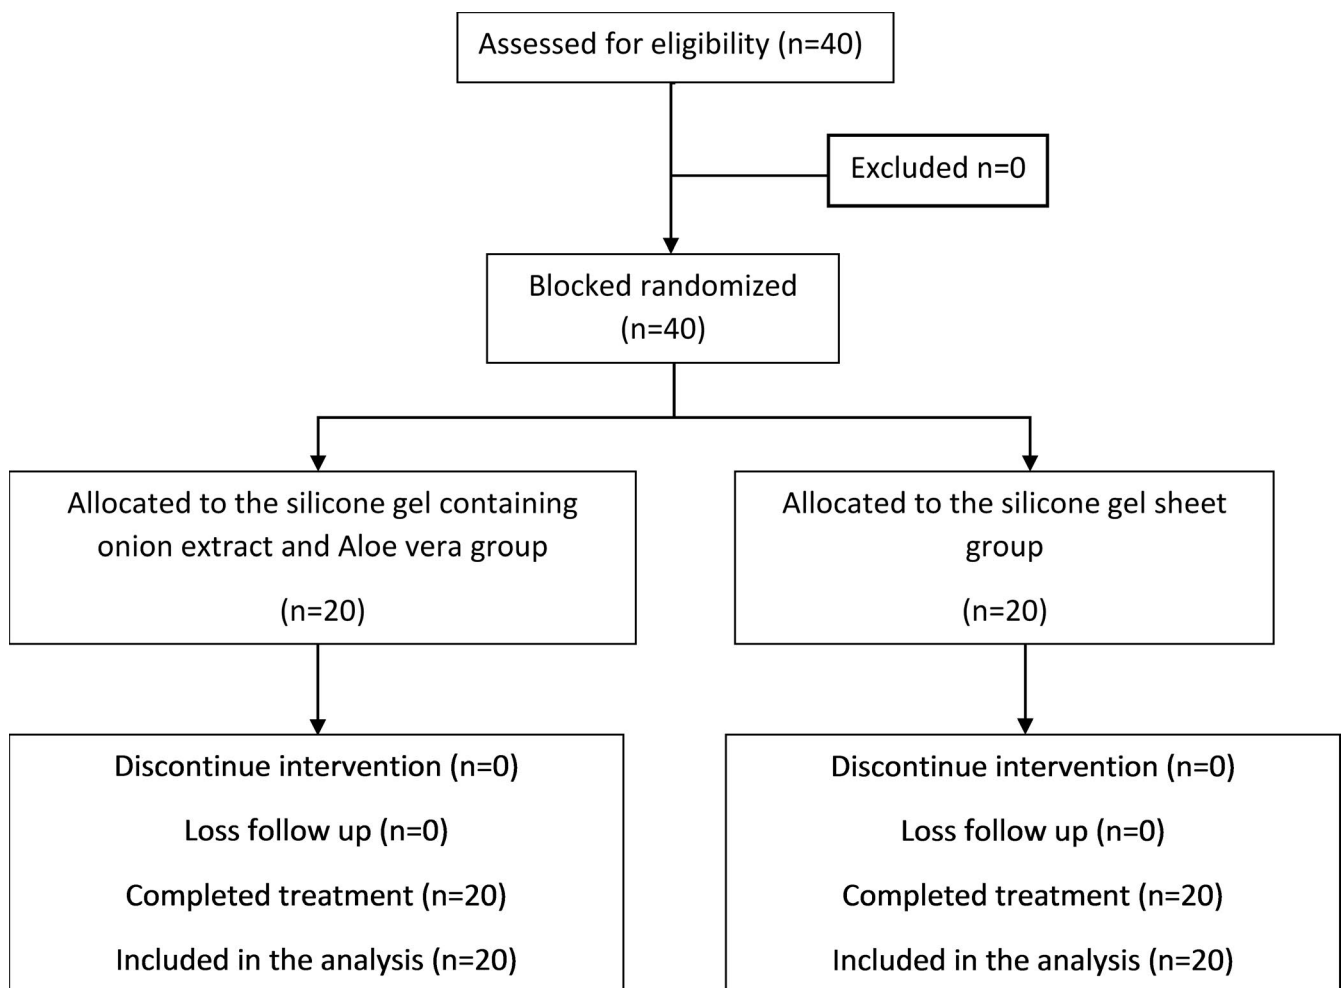 Assessed for eligibility (n=40)
Excluded n=0
Blocked randomized
(n=40)
Allocated to the silicone gel containing
onion extract and Aloe vera group
(n=20)
Allocated to the silicone gel sheet
group
(n=20)
Discontinue intervention (n=0)
Loss follow up (n=0)
Completed treatment (n=20)
Included in the analysis (n=20)
Discontinue intervention (n=0)
Loss follow up (n=0)
Completed treatment (n=20)
Included in the analysis (n=20)